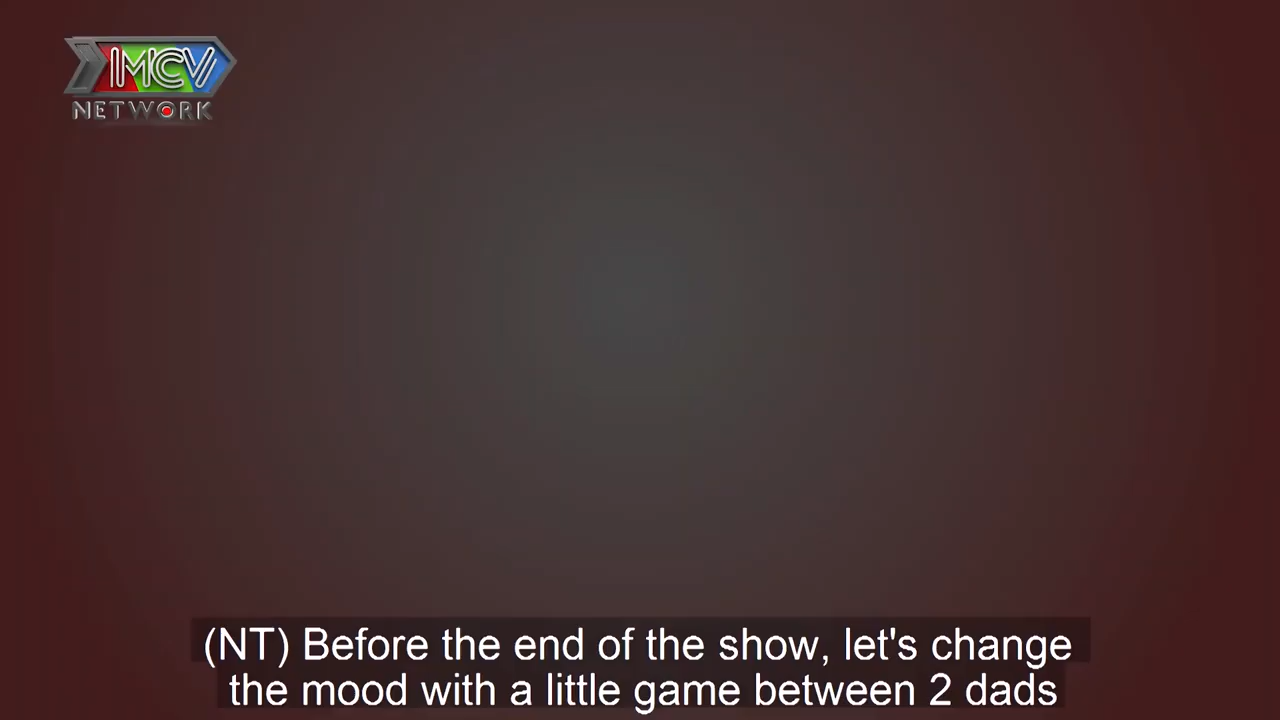 MCV
NETWORK
(NT) Before the end of the show, let's change
the mood with a little game between 2 dads